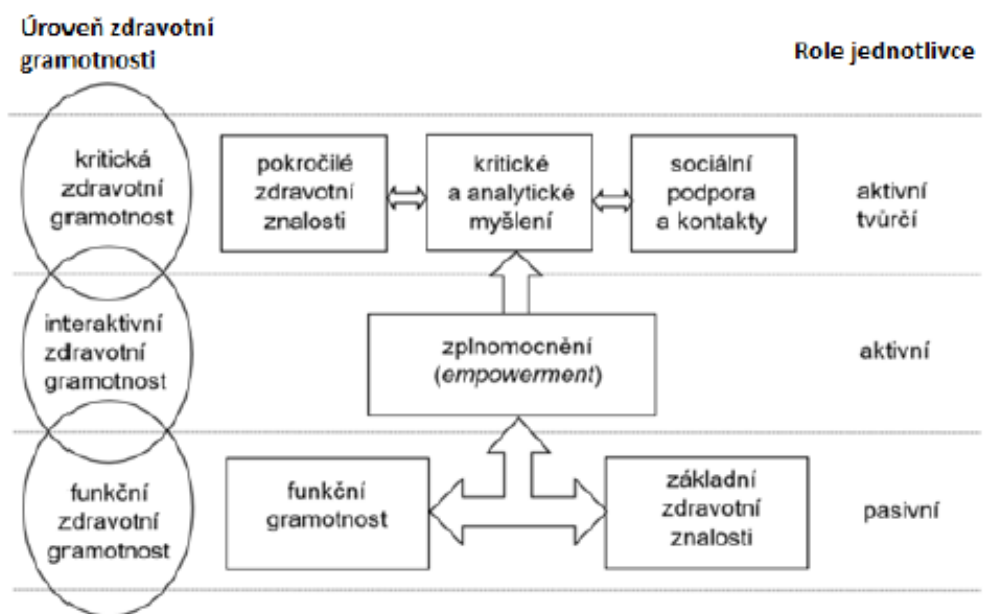 Úroveň zdravotní
gramotnosti
Role jednotlivce
kritická
zdravotní
gramotnost
pokročilé
zdravotní
znalosti
kritické
a analytické
myšlení
sociální
podpora
a kontakty
aktivní
tvůrčí
interaktivní
zdravotní
gramotnost
zplnomocnění
(empowerment)
aktivní
funkční
zdravotní
gramotnost
funkční
gramotnost
základní
zdravotní
znalosti
pasivní